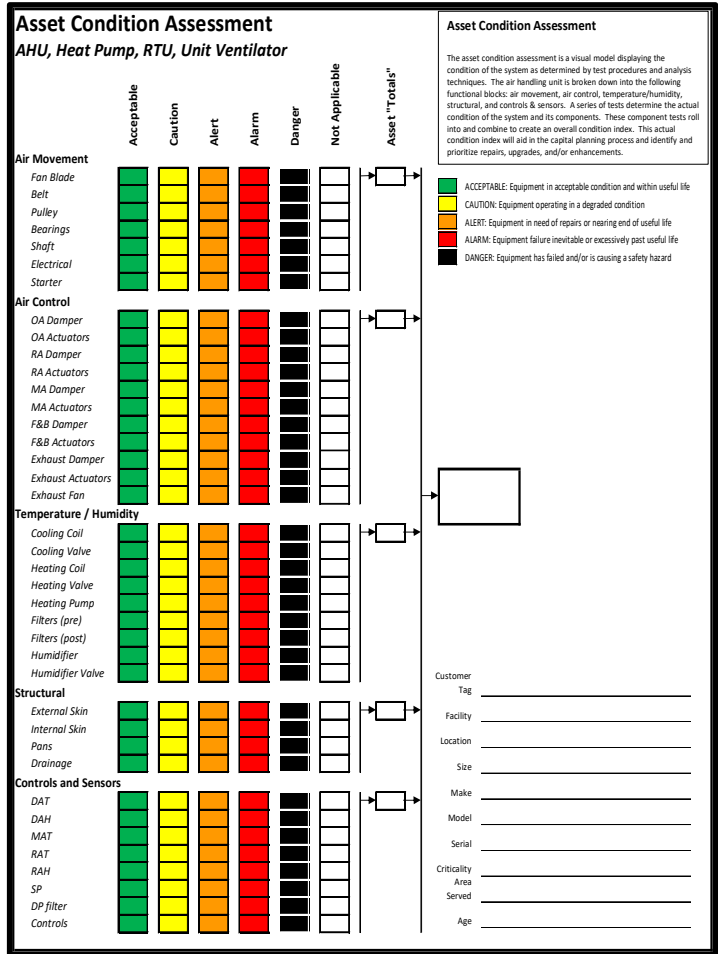 Asset Condition Assessment
AHU, Heat Pump, RTU, Unit Ventilator
Acceptable
Caution
Alert
Alarm
Danger
Not Applicable
Asset "Totals"
Asset Condition Assessment
The asset condition assessment is a visual model displaying the
condition of the system as determined by test procedures and analysis
techniques. The air handling unit is broken down into the following
functional blocks: air movement, air control, temperature/humidity,
structural, and controls & sensors. A series of tests determine the actual
condition of the system and its components. These component tests roll
into and combine to create an overall condition index. This actual
condition index will aid in the capital planning process and identify and
prioritize repairs, upgrades, and/or enhancements.
ACCEPTABLE: Equipment in acceptable condition and within useful life
CAUTION: Equipment operating in a degraded condition
ALERT: Equipment in need of repairs or nearing end of useful life
ALARM: Equipment failure inevitable or excessively past useful life
DANGER: Equipment has failed and/or is causing a safety hazard
Air Movement
Fan Blade
Belt
Pulley
Bearings
Shaft
Electrical
Starter
Air Control
OA Damper
OA Actuators
RA Damper
RA Actuators
MA Damper
MA Actuators
F&B Damper
F&B Actuators
Exhaust Damper
Exhaust Actuators
Exhaust Fan
Temperature / Humidity
Cooling Coil
Cooling Valve
Heating Coil
Heating Valve
Heating Pump
Filters (pre)
Filters (post)
Humidifier
Humidifier Valve
Structural
External Skin
Internal Skin
Pans
Drainage
Controls and Sensors
DAT
DAH
MAT
RAT
RAH
SP
DP filter
Controls
Customer
Tag
Facility
Location
Size
Make
Model
Serial
Criticality
Area
Served
Age